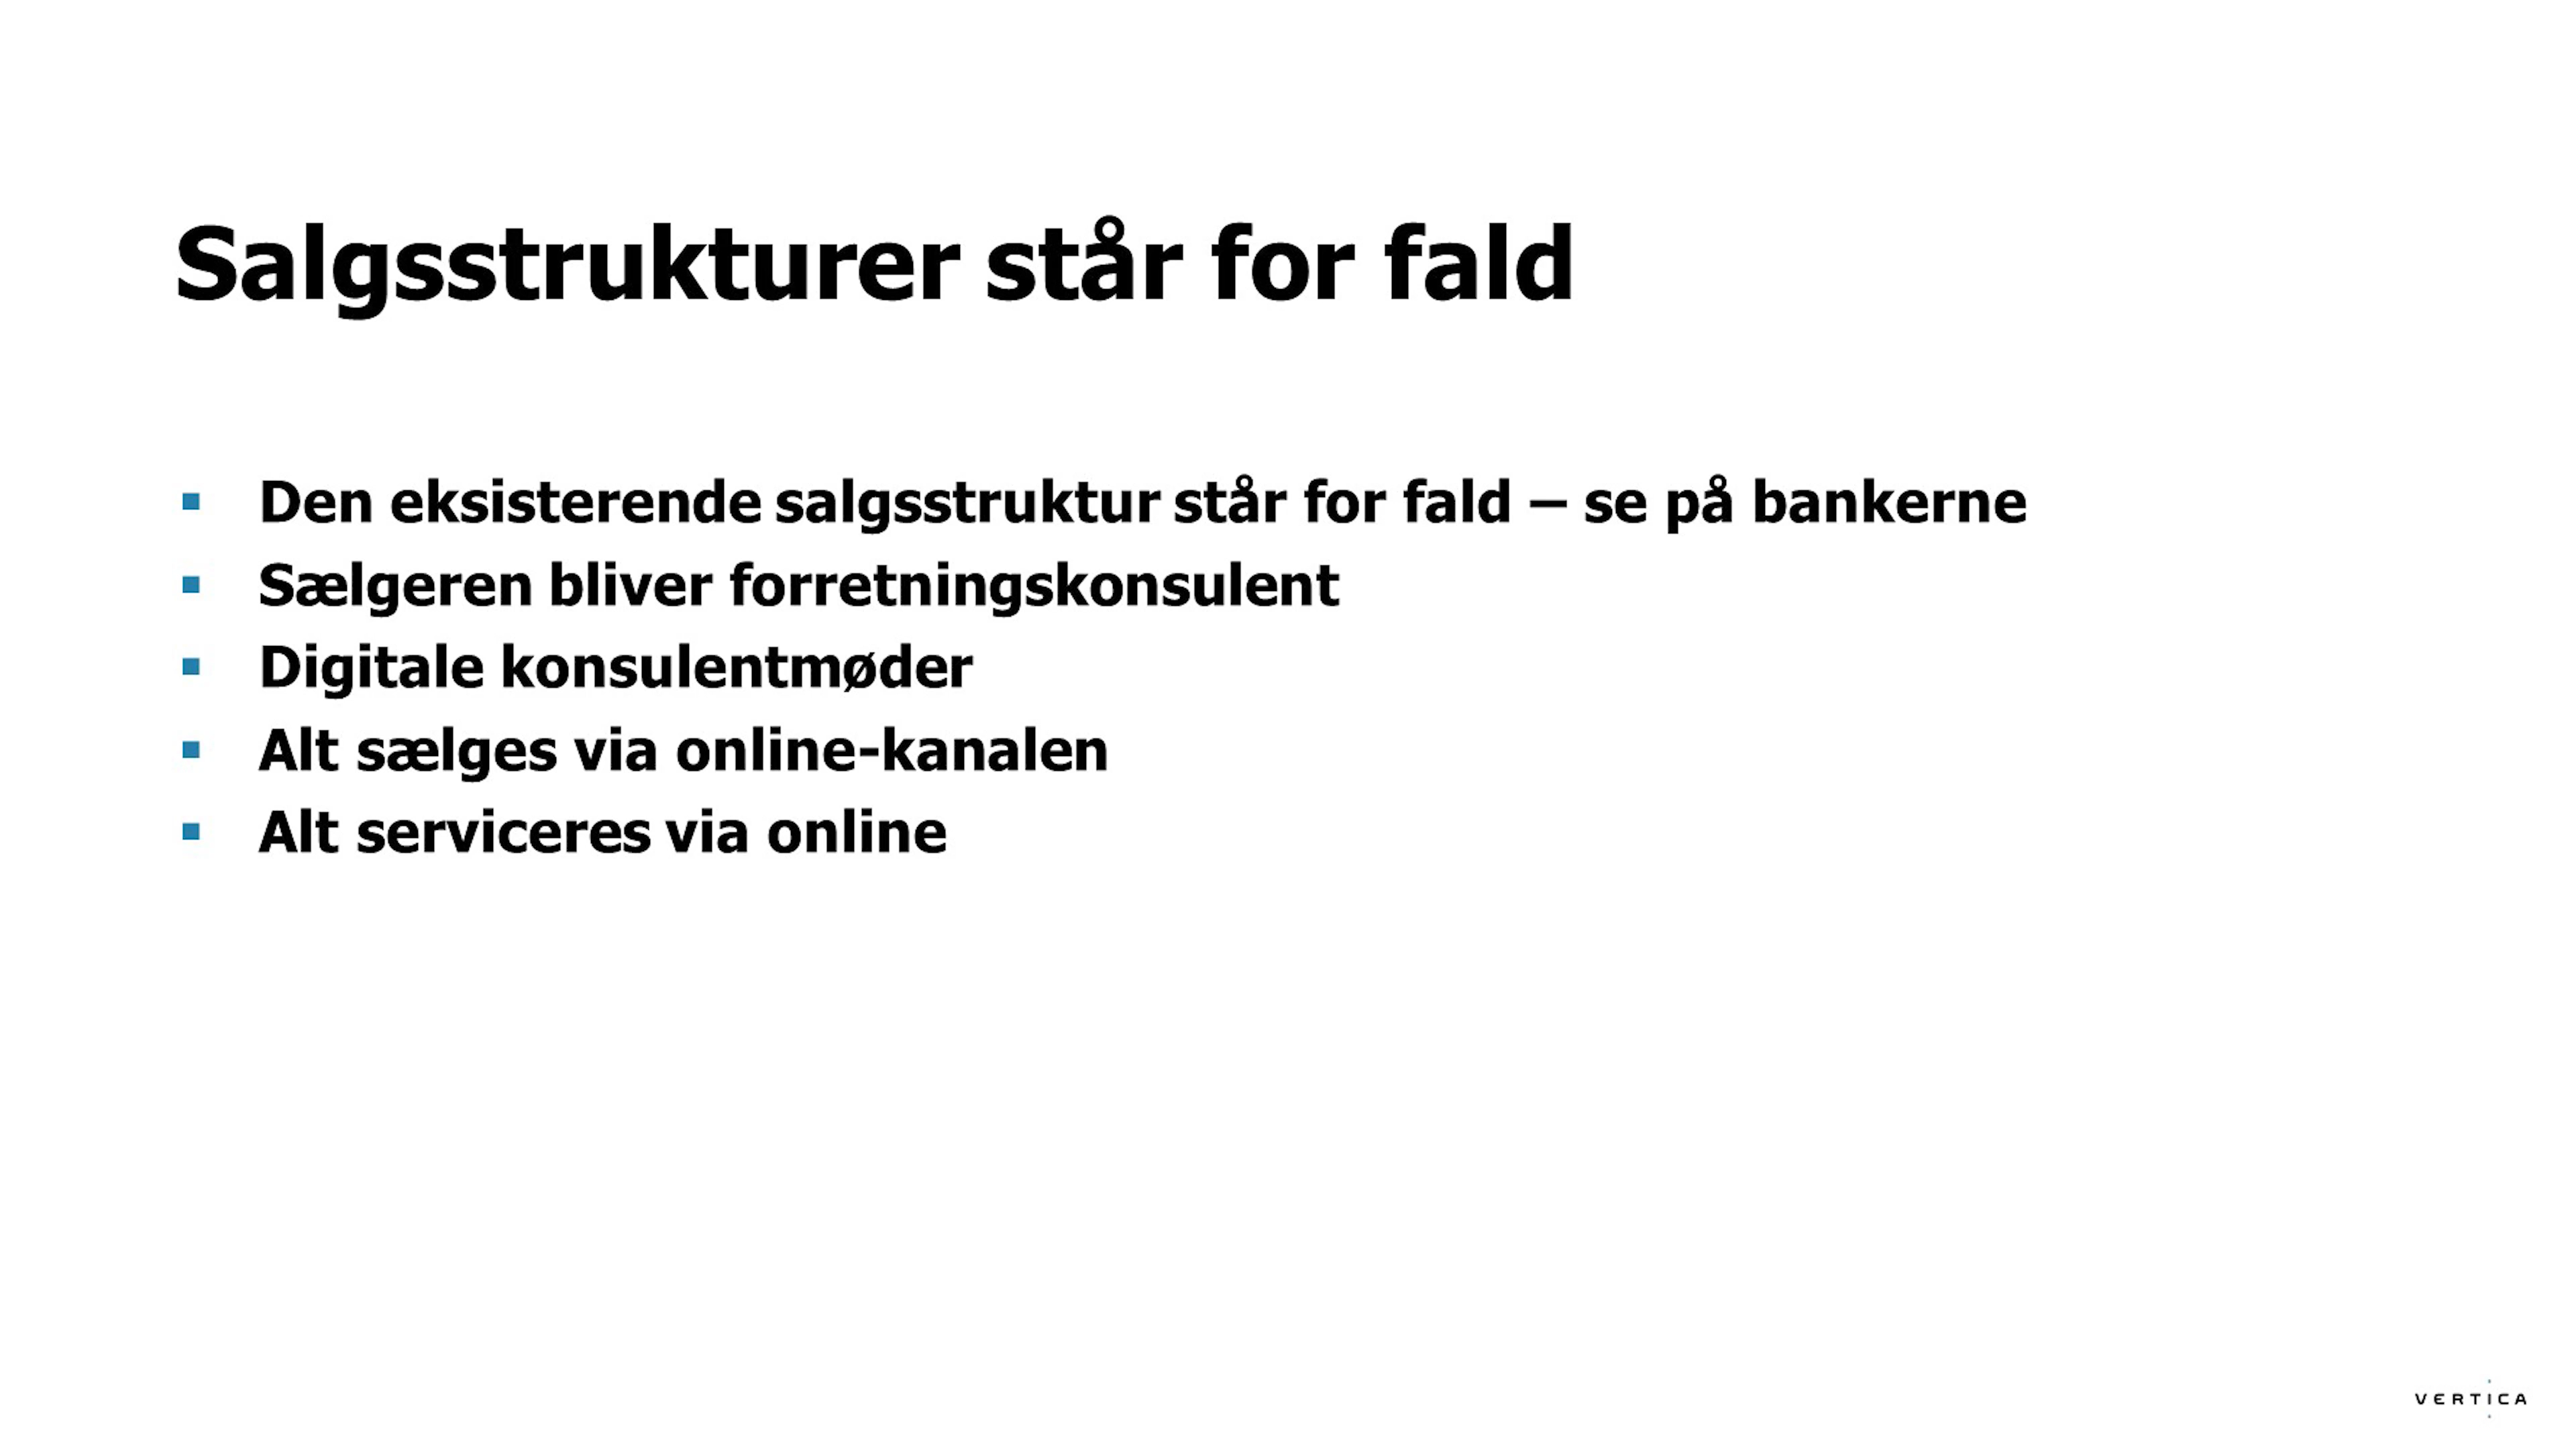 Salgsstrukturer står for fald
Den eksisterende salgsstruktur står for fald – se på bankerne
Sælgeren bliver forretningskonsulent
Digitale konsulentmøder
Alt sælges via online-kanalen
Alt serviceres via online
VERTICA